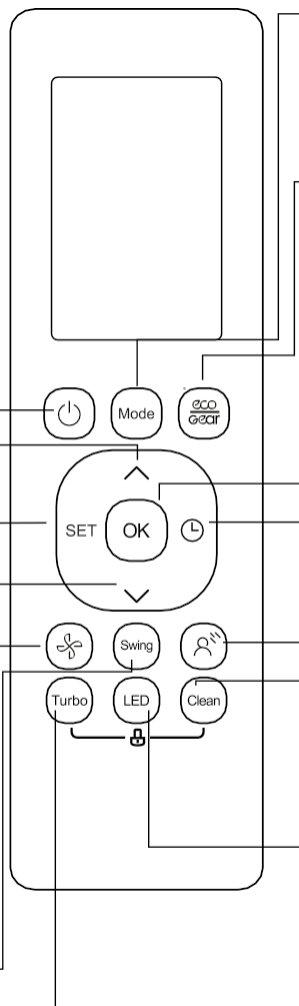 Mode
eco
Gear
SET
OK
Swing
Turbo
LED
Clean